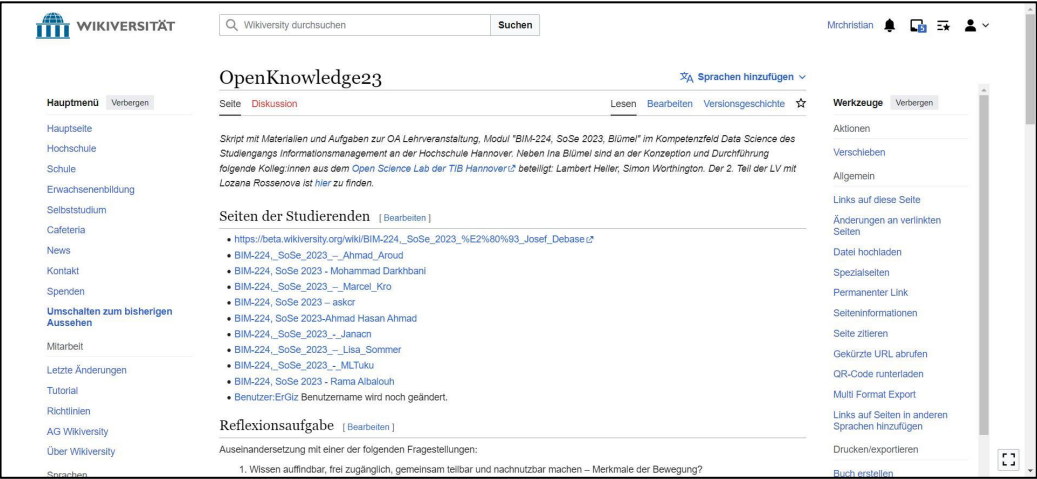 WIKIVERSITÄT
Wikiversity durchsuchen
Suchen
Mrchristian
OpenKnowledge23
Sprachen hinzufügen
Hauptmenü Verbergen
Hauptseite
Hochschule
Schule
Erwachsenenbildung
Selbststudium
Cafeteria
News
Kontakt
Spenden
Umschalten zum bisherigen
Aussehen
Mitarbeit
Letzte Änderungen
Tutorial
Richtlinien
AG Wikiversity
Über Wikiversity
Sprachen
Seite Diskussion
Lesen Bearbeiten Versionsgeschichte
Skript mit Materialien und Aufgaben zur OA Lehrveranstaltung, Modul "BIM-224, SoSe 2023, Blümel" im Kompetenzfeld Data Science des
Studiengangs Informationsmanagement an der Hochschule Hannover. Neben Ina Blümel sind an der Konzeption und Durchführung
folgende Kolleg:innen aus dem Open Science Lab der TIB Hannover beteiligt: Lambert Heller, Simon Worthington. Der 2. Teil der LV mit
Lozana Rossenova ist hier zu finden.
Seiten der Studierenden [ Bearbeiten ]
• https://beta.wikiversity.org/wiki/BIM-224,_SoSe_2023_%E2%80%93_Josef_Debase
• BIM-224,_SoSe_2023_–_Ahmad_Aroud
• BIM-224, SoSe 2023 - Mohammad Darkhbani
• BIM-224,_SoSe_2023_–_Marcel_Kro
• BIM-224, SoSe 2023 – askcr
• BIM-224, SoSe 2023-Ahmad Hasan Ahmad
• BIM-224,_SoSe_2023_-_Janacn
• BIM-224,_SoSe_2023_–_Lisa_Sommer
• BIM-224,_SoSe_2023_-_MLTuku
• BIM-224, SoSe 2023 - Rama Albalouh
• Benutzer:ErGiz Benutzername wird noch geändert.
Reflexionsaufgabe [ Bearbeiten ]
Auseinandersetzung mit einer der folgenden Fragestellungen:
1. Wissen auffindbar, frei zugänglich, gemeinsam teilbar und nachnutzbar machen – Merkmale der Bewegung?
Werkzeuge Verbergen
Aktionen
Verschieben
Allgemein
Links auf diese Seite
Änderungen an verlinkten
Seiten
Datei hochladen
Spezialseiten
Permanenter Link
Seiteninformationen
Seite zitieren
Gekürzte URL abrufen
QR-Code runterladen
Multi Format Export
Links auf Seiten in anderen
Sprachen hinzufügen
Drucken/exportieren
Buch erstellen